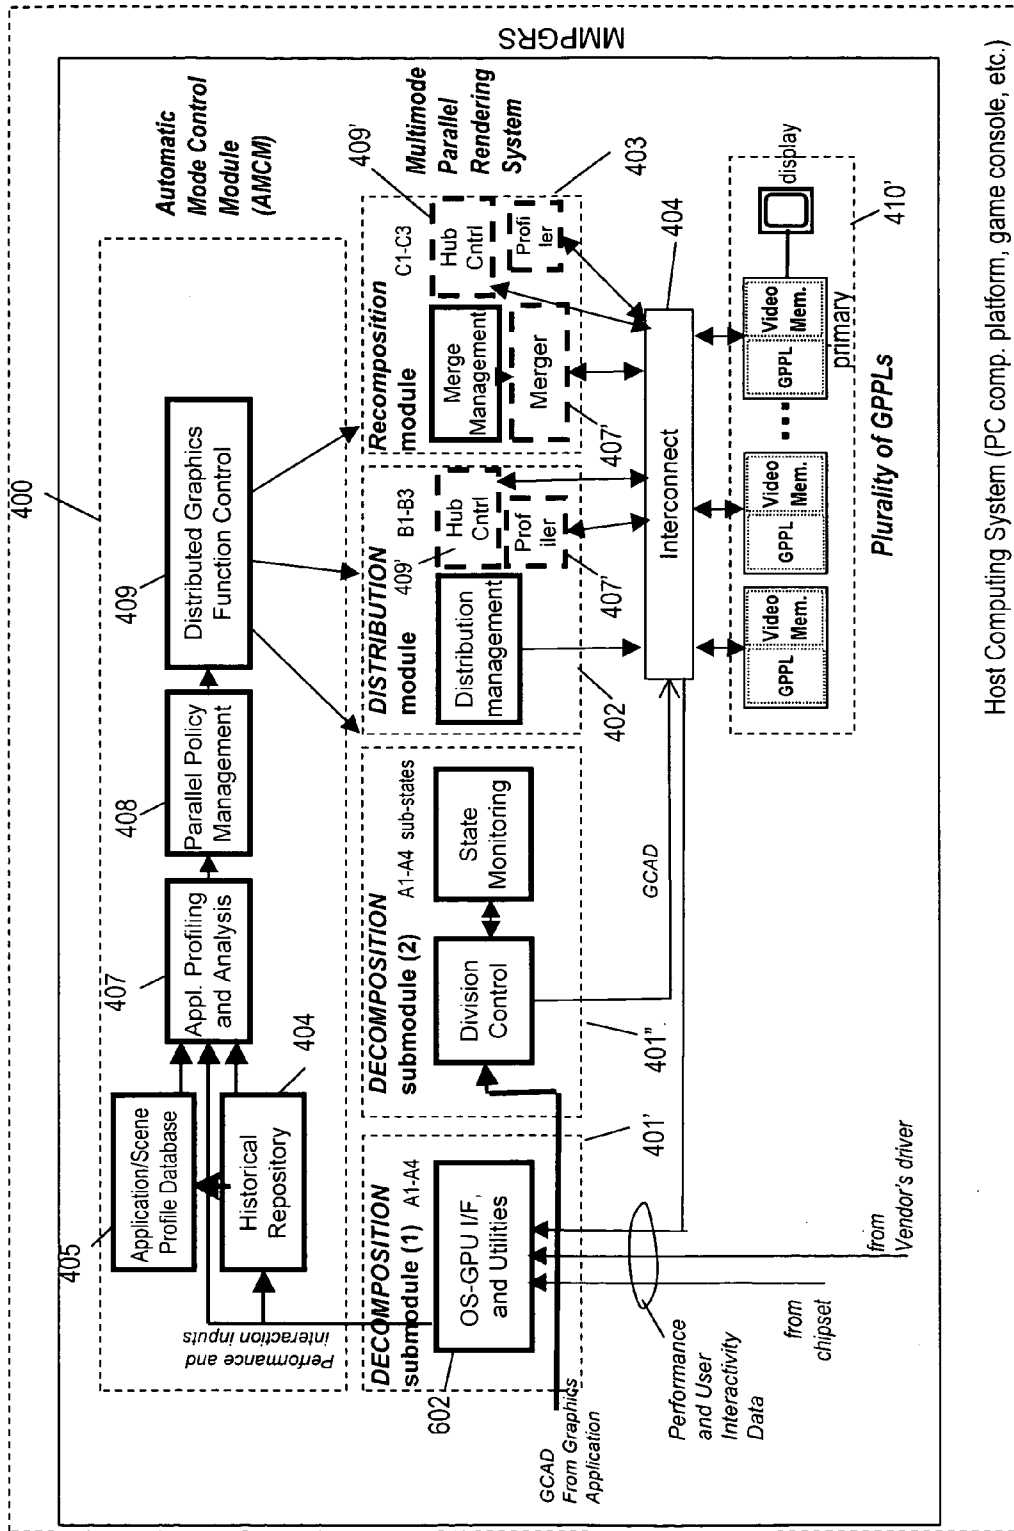 MMPGRS
400
Automatic
Mode Control
Module
(AMCM)
405
Application/Scene
Profile Database
Historical
Repository
404
407
Appl. Profiling
and Analysis
408
Parallel Policy
Management
409
Distributed Graphics
Function Control
Performance and
interaction inputs
DECOMPOSITION
submodule (1) A1-A4
OS-GPU I/F,
and Utilities
602
401'
DECOMPOSITION
submodule (2)
A1-A4 sub-states
Division
Control
State
Monitoring
401"
DISTRIBUTION
module
B1-B3
409'
Hub
Cntrl
Distribution
management
Prof
iler
407'
402
Recomposition
module
C1-C3
409'
Merge
Management
Hub
Cntrl
Merger
Profi
ler
407'
403
Multimode
Parallel
Rendering
System
GCAD
From Graphics
Application
GCAD
Interconnect
404
Performance
and User
Interactivity
Data
from
chipset
from
Vendor's driver
GPPL
Video
Mem.
GPPL
Video
Mem.
GPPL
Video
Mem.
primary
display
410'
Plurality of GPPLs
Host Computing System (PC comp. platform, game console, etc.)